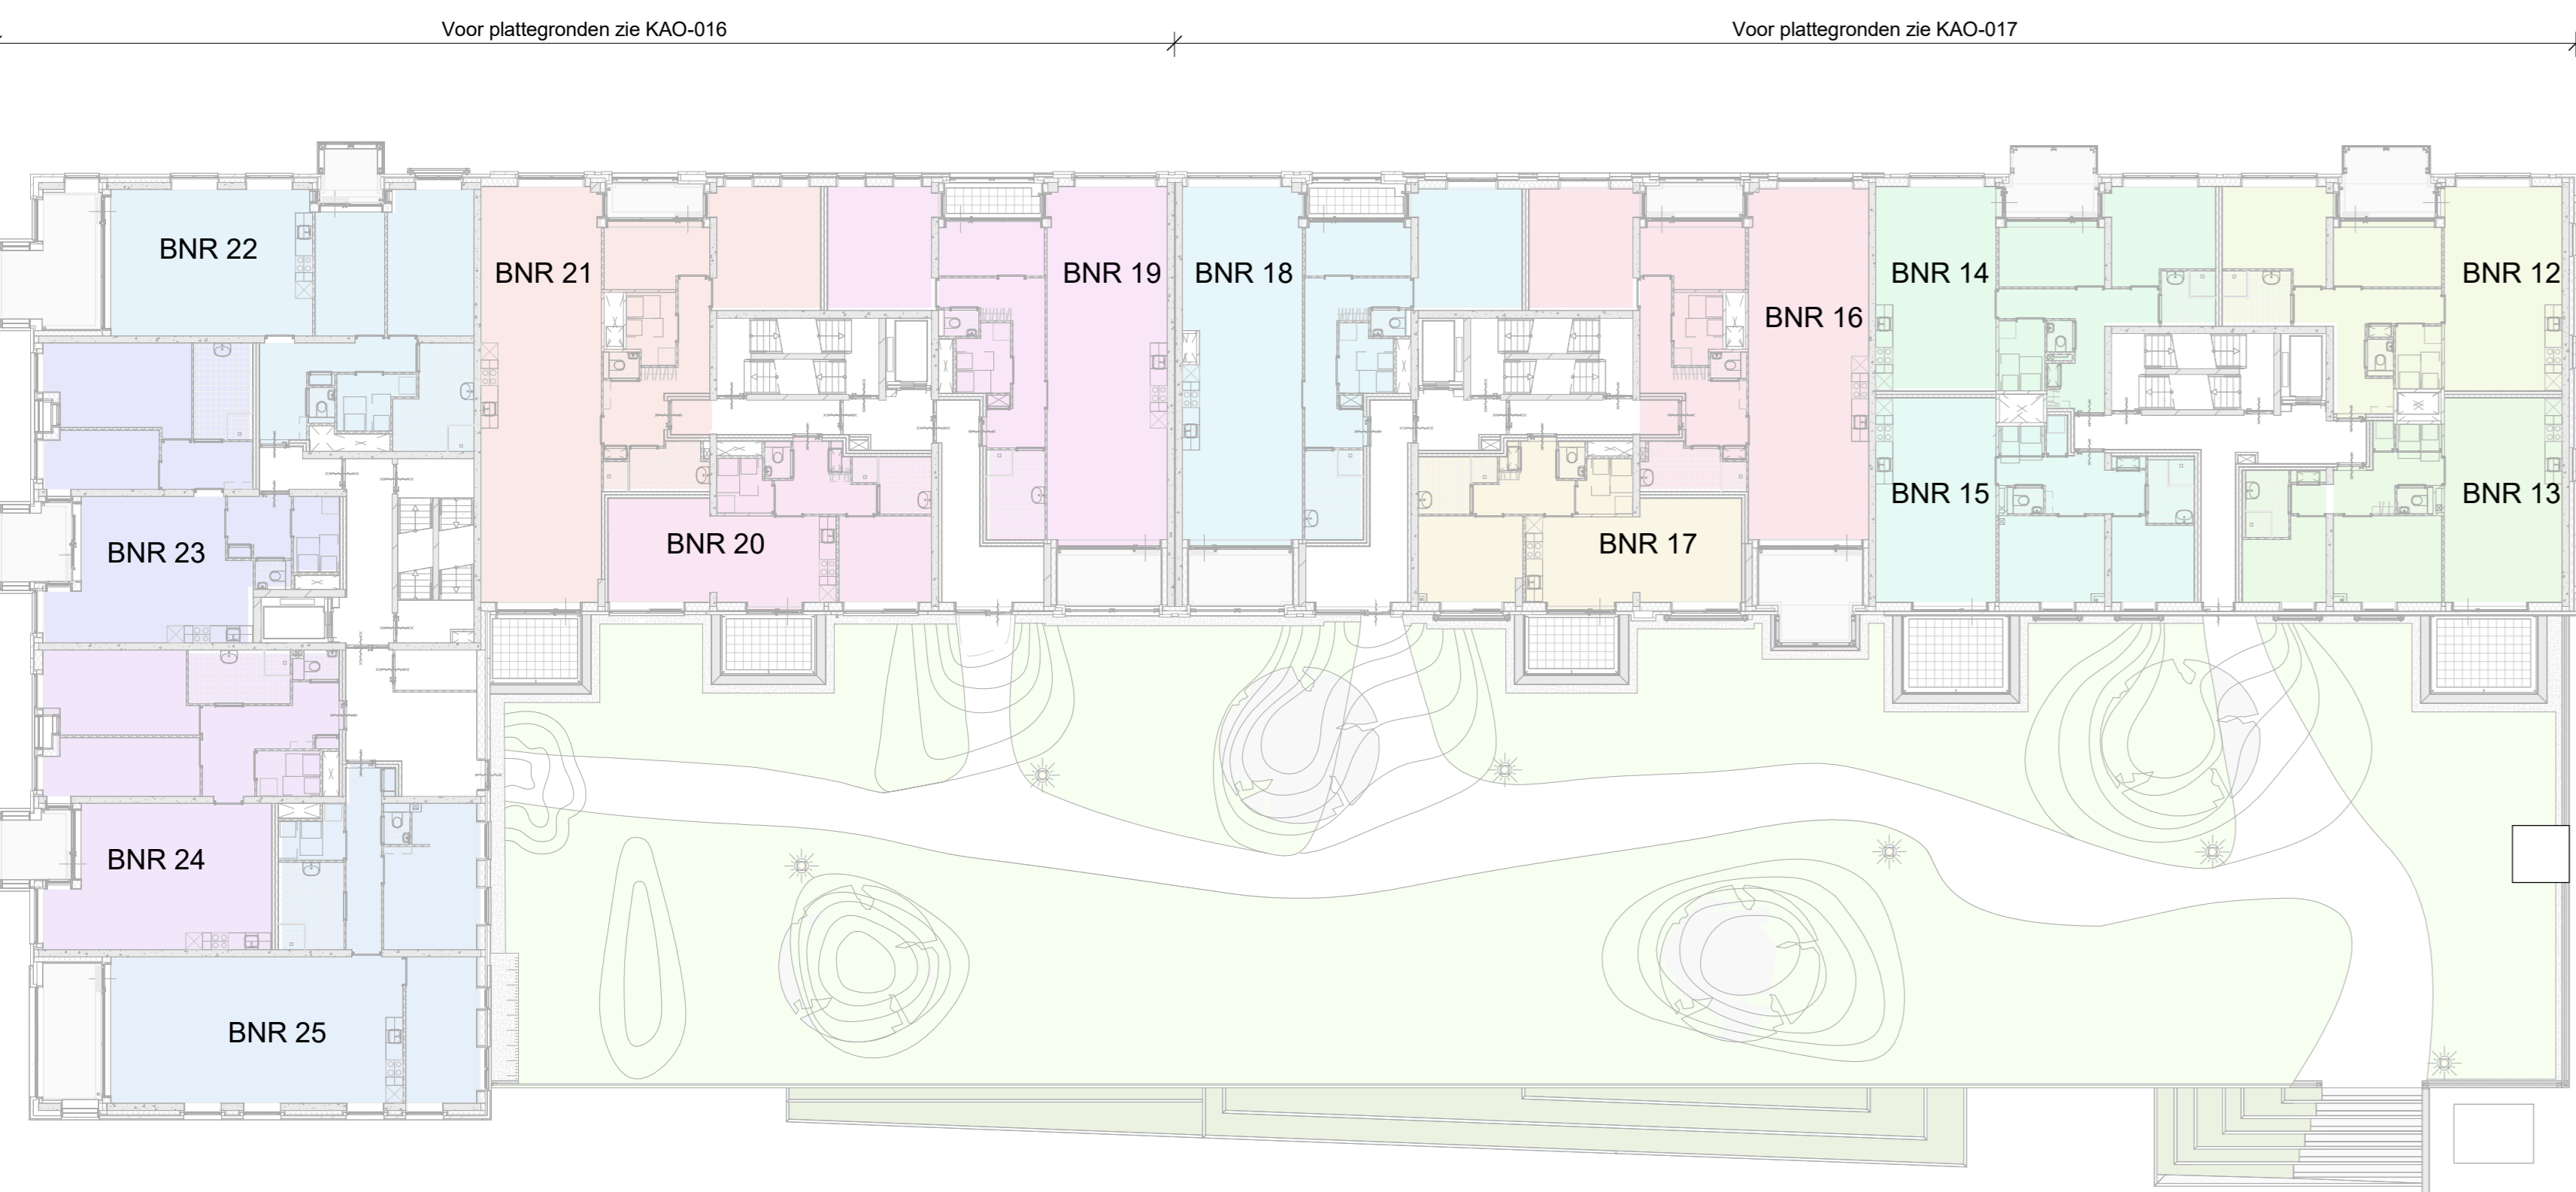 Voor plattegronden zie KAO-016
Voor plattegronden zie KAO-017
BNR 22
BNR 21
BNR 19
BNR 18
BNR 16
BNR 14
BNR 12
BNR 23
BNR 20
BNR 17
BNR 15
BNR 13
BNR 24
BNR 25